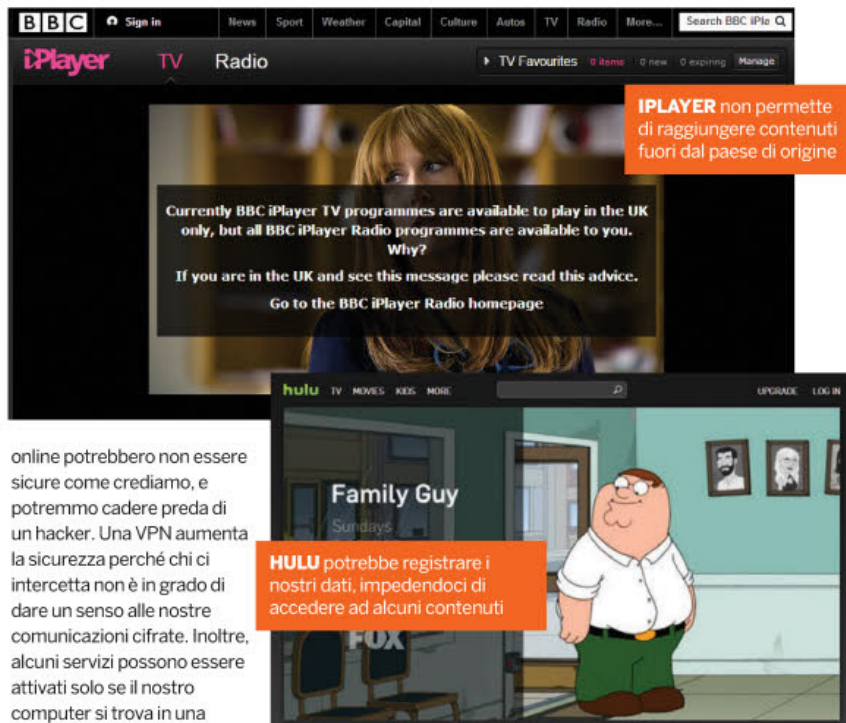 BBC Sign in News Sport Weather Capital Culture Autos TV Radio More... Search BBC iPla
iPlayer TV Radio TV Favourites 0 items 0 new 0 expiring Manage
IPLAYER non permette
di raggiungere contenuti
fuori dal paese di origine
Currently BBC iPlayer TV programmes are available to play in the UK
only, but all BBC iPlayer Radio programmes are available to you.
Why?
If you are in the UK and see this message please read this advice.
Go to the BBC iPlayer Radio homepage
hulu TV MOVIES KIDS MORE UPGRADE LOG IN
Family Guy
Sundays
HULU potrebbe registrare i
nostri dati, impedendoci di
accedere ad alcuni contenuti
FOX
online potrebbero non essere
sicure come crediamo, e
potremmo cadere preda di
un hacker. Una VPN aumenta
la sicurezza perché chi ci
intercetta non è in grado di
dare un senso alle nostre
comunicazioni cifrate. Inoltre,
alcuni servizi possono essere
attivati solo se il nostro
computer si trova in una